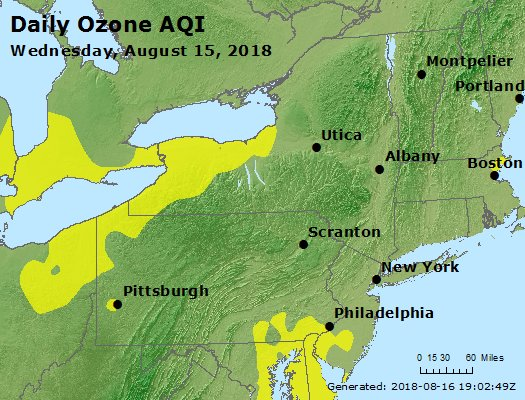 Daily Ozone AQI
Wednesday, August 15, 2018
Montpelier
Portland
Utica
Albany
Boston
Scranton
New York
Pittsburgh
Philadelphia
0 15 30 60 Miles
Generated: 2018-08-16 19:02:49Z